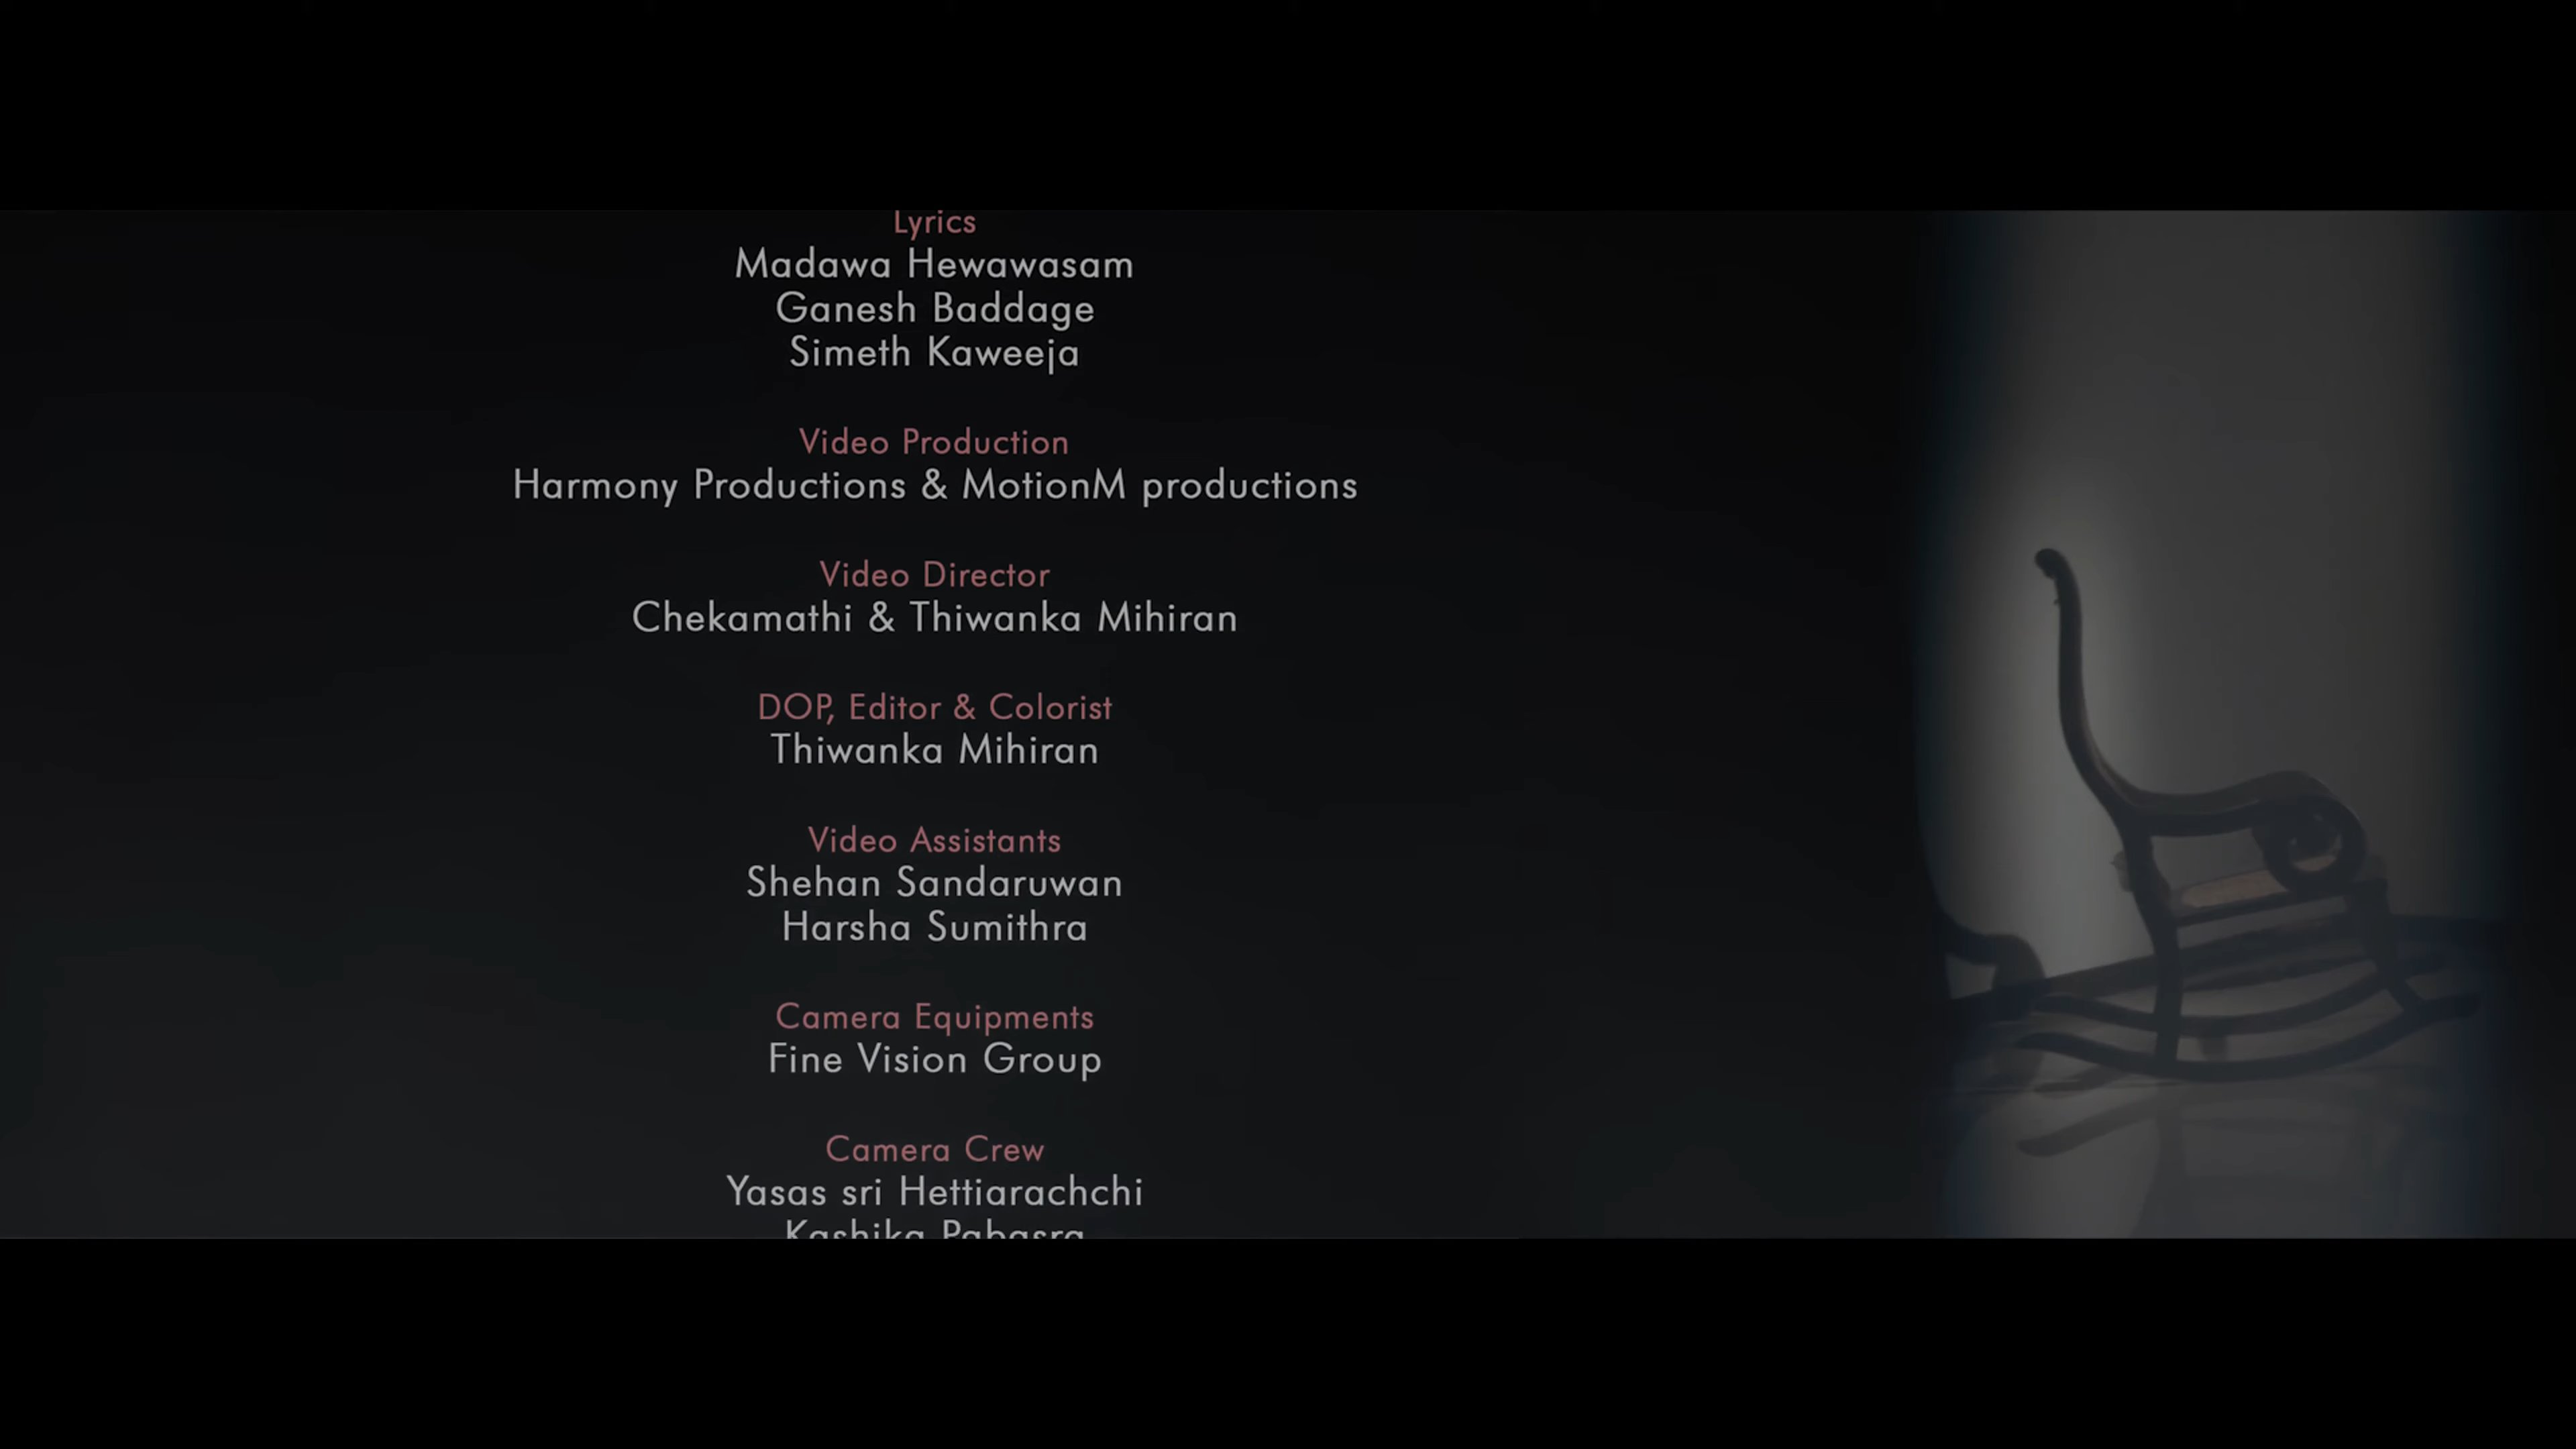 Lyrics
Madawa Hewawasam
Ganesh Baddage
Simeth Kaweeja
Video Production
Harmony Productions & MotionM productions
Video Director
Chekamathi & Thiwanka Mihiran
DOP, Editor & Colorist
Thiwanka Mihiran
Video Assistants
Shehan Sandaruwan
Harsha Sumithra
Camera Equipments
Fine Vision Group
Camera Crew
Yasas sri Hettiarachchi
Kashika Pabasra